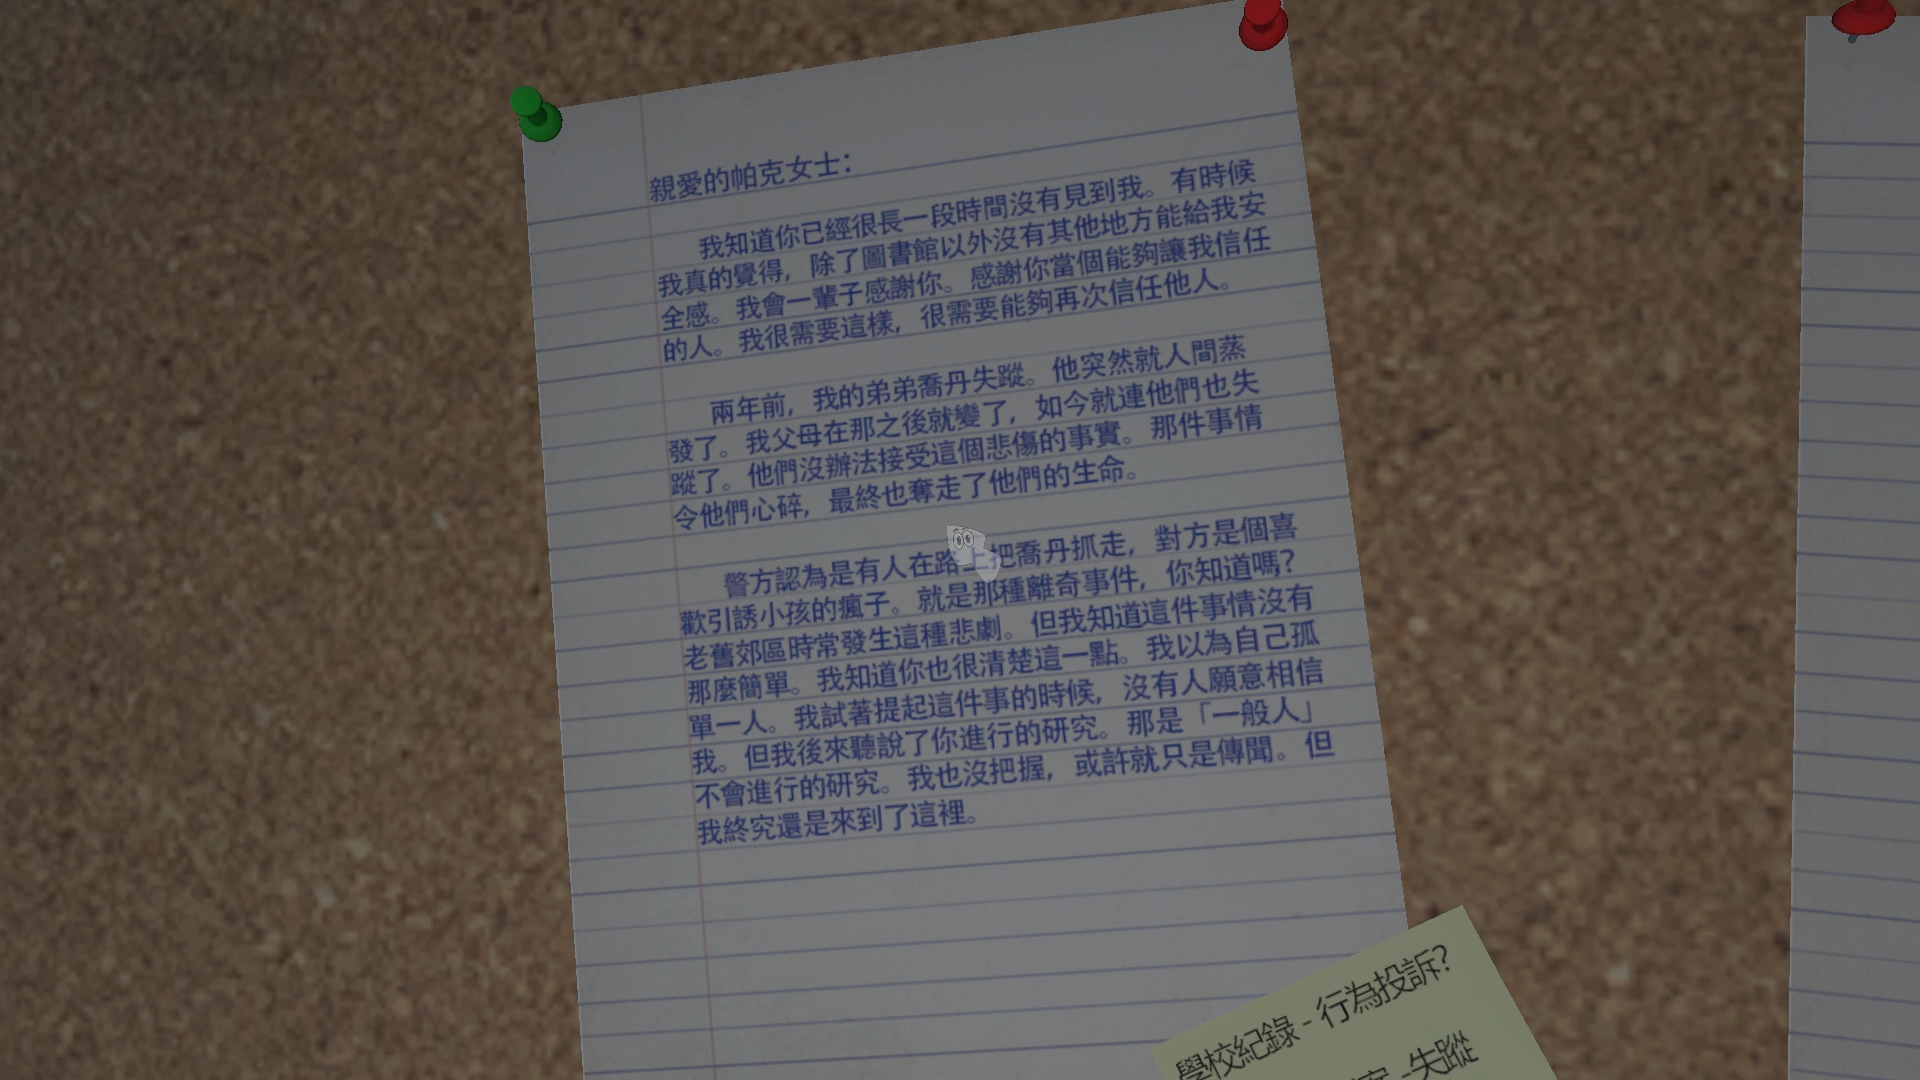 親愛的帕克女士：
我知道你已經很長一段時間沒有見到我。有時候
我真的覺得，除了圖書館以外沒有其他地方能給我安
全感。我會一輩子感謝你。感謝你當個能夠讓我信任
的人。我很需要這樣，很需要能夠再次信任他人。
兩年前，我的弟弟喬丹失蹤。他突然就人間蒸
發了。我父母在那之後就變了，如今就連他們也失
蹤了。他們沒辦法接受這個悲傷的事實。那件事情
令他們心碎，最終也奪走了他們的生命。
警方認為是有人在路上把喬丹抓走，對方是個喜
歡引誘小孩的瘋子。就是那種離奇事件，你知道嗎？
老舊郊區時常發生這種悲劇。但我知道這件事情沒有
那麼簡單。我知道你也很清楚這一點。我以為自己孤
單一人。我試著提起這件事的時候，沒有人願意相信
我。但我後來聽說了你進行的研究。那是「一般人」
不會進行的研究。我也沒把握，或許就只是傳聞。但
我終究還是來到了這裡。
學校紀錄 - 行為投訴?
-失蹤